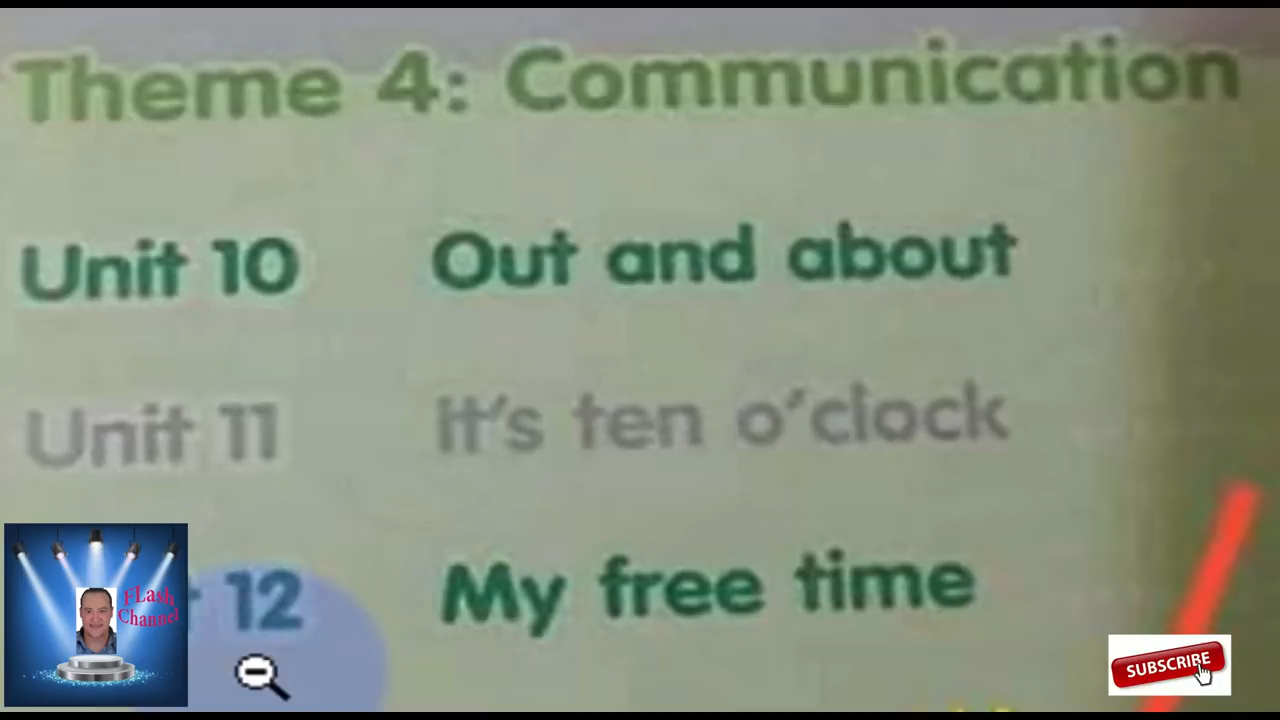 Theme 4: Communication
Unit 10 Out and about
Unit 11 It's ten o'clock
12 My free time
FLash
Channel
SUBSCRIBE